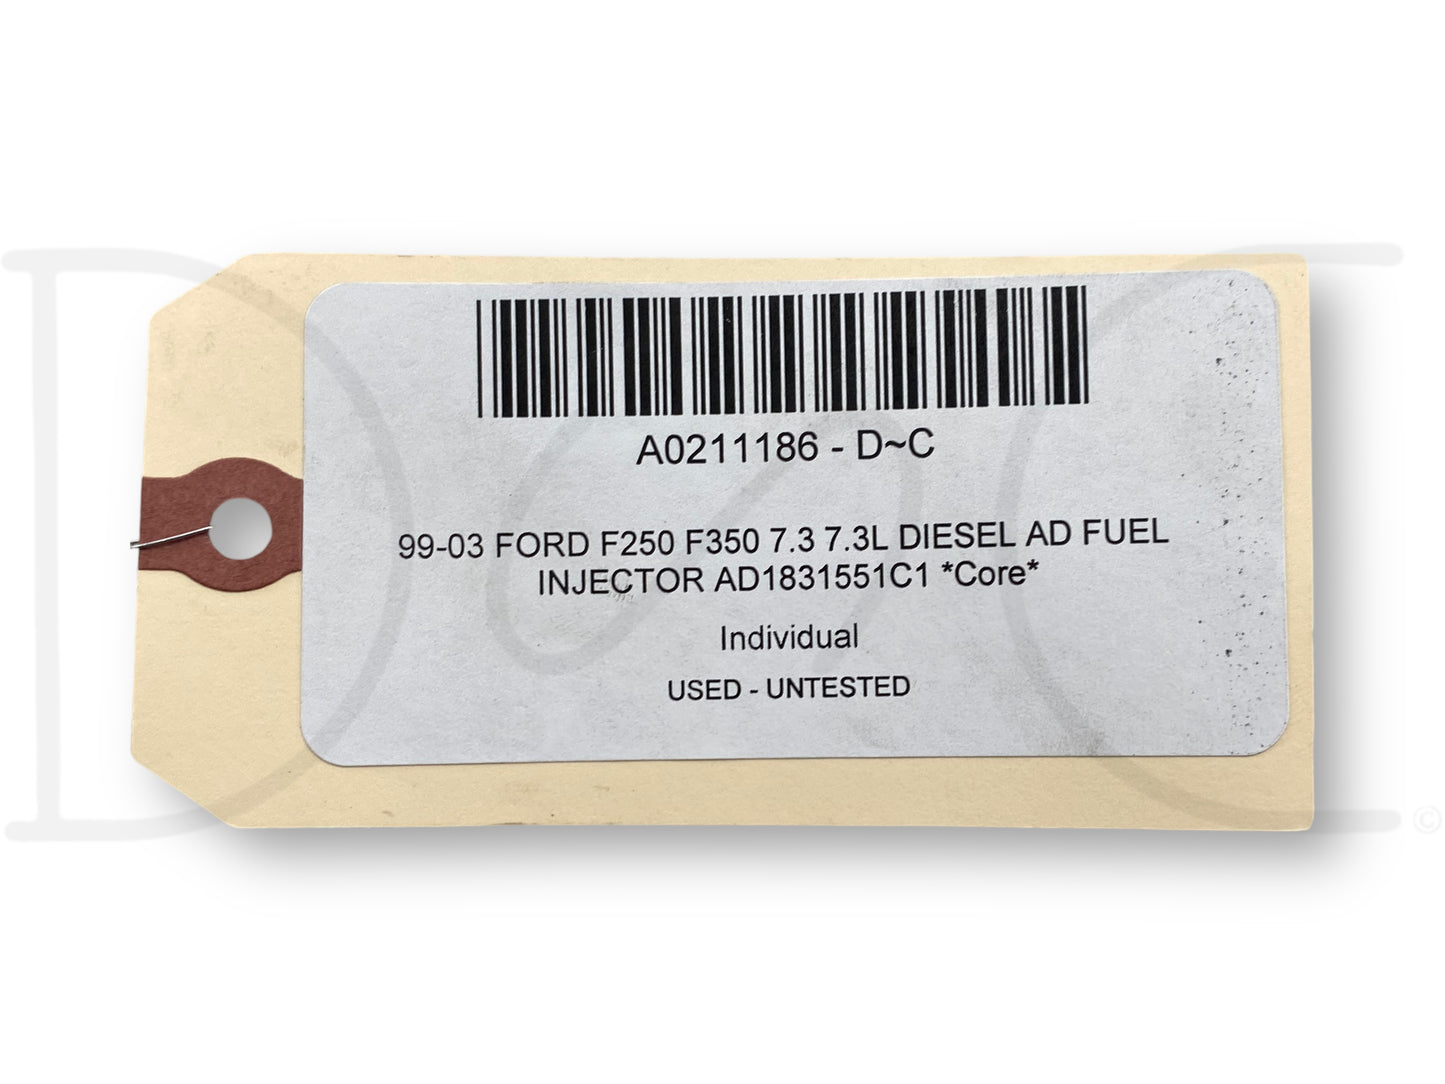 A0211186 - D~C
99-03 FORD F250 F350 7.3 7.3L DIESEL AD FUEL
INJECTOR AD1831551C1 *Core*
Individual
USED - UNTESTED
D~C ©